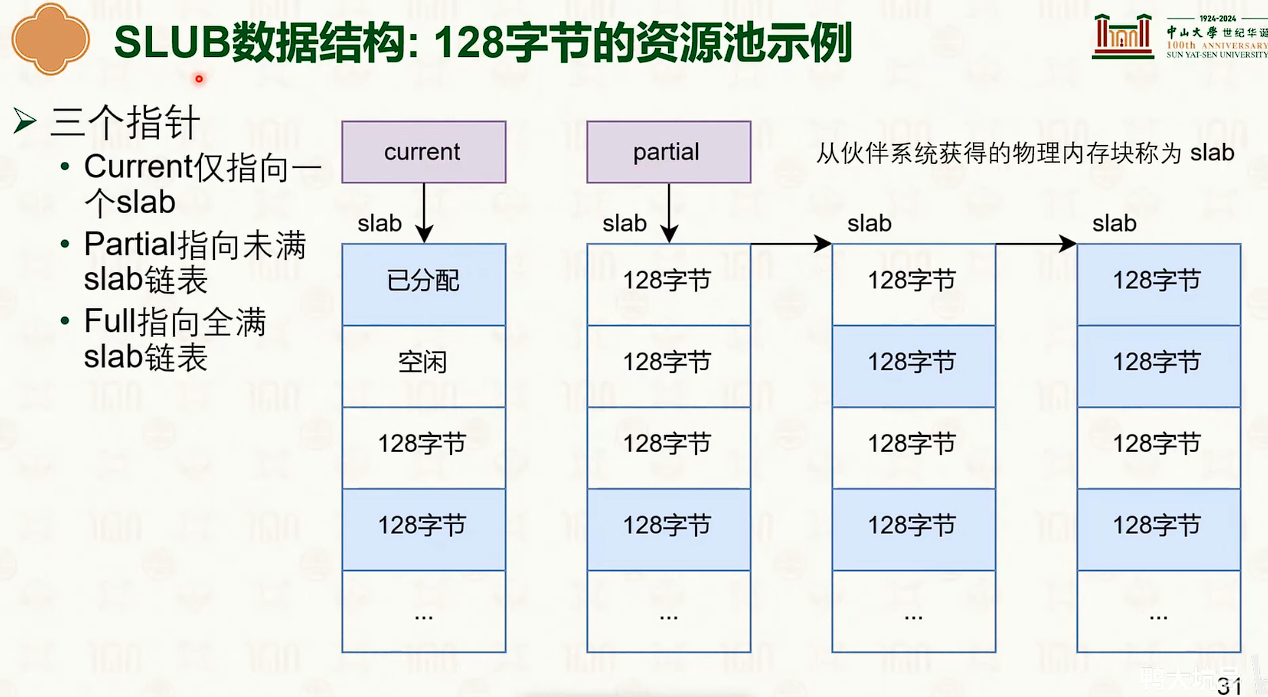 SLUB数据结构: 128字节的资源池示例
1924-2024
中山大学 世纪华诞
100th ANNIVERSARY
SUN YAT-SEN UNIVERSITY
三个指针
Current仅指向一
个slab
Partial指向未满
slab链表
Full指向全满
slab链表
current
partial
从伙伴系统获得的物理内存块称为 slab
slab
slab
slab
slab
已分配
128字节
128字节
128字节
空闲
128字节
128字节
128字节
128字节
128字节
128字节
128字节
128字节
128字节
128字节
128字节
...
...
...
...
31